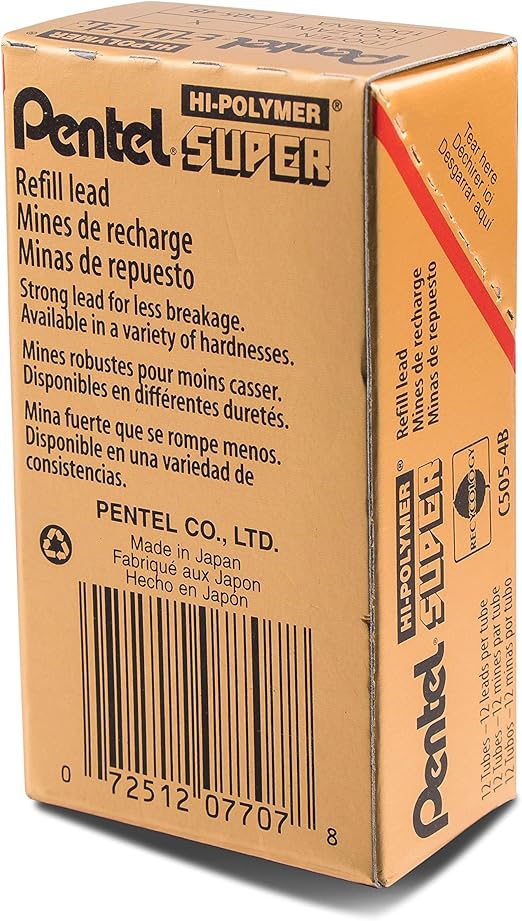 Pentel HI-POLYMER® SUPER
Refill lead
Mines de recharge
Minas de repuesto
Strong lead for less breakage.
Available in a variety of hardnesses.
Mines robustes pour moins casser.
Disponibles en différentes duretés.
Mina fuerte que se rompe menos.
Disponible en una variedad de
consistencias.
PENTEL CO., LTD.
Made in Japan
Fabriqué aux Japon
Hecho en Japón
0 72512 07707 8
Tear here
Déchirer ici
Desgarrar aquí
Pentel HI-POLYMER® SUPER
Refill lead
Mines de recharge
Minas de repuesto
RECYCOLOGY
C505-4B
12 Tubes – 12 leads per tube
12 Tubes – 12 mines par tube
12 Tubos – 12 minas por tubo
Pentel
HI-POLYMER